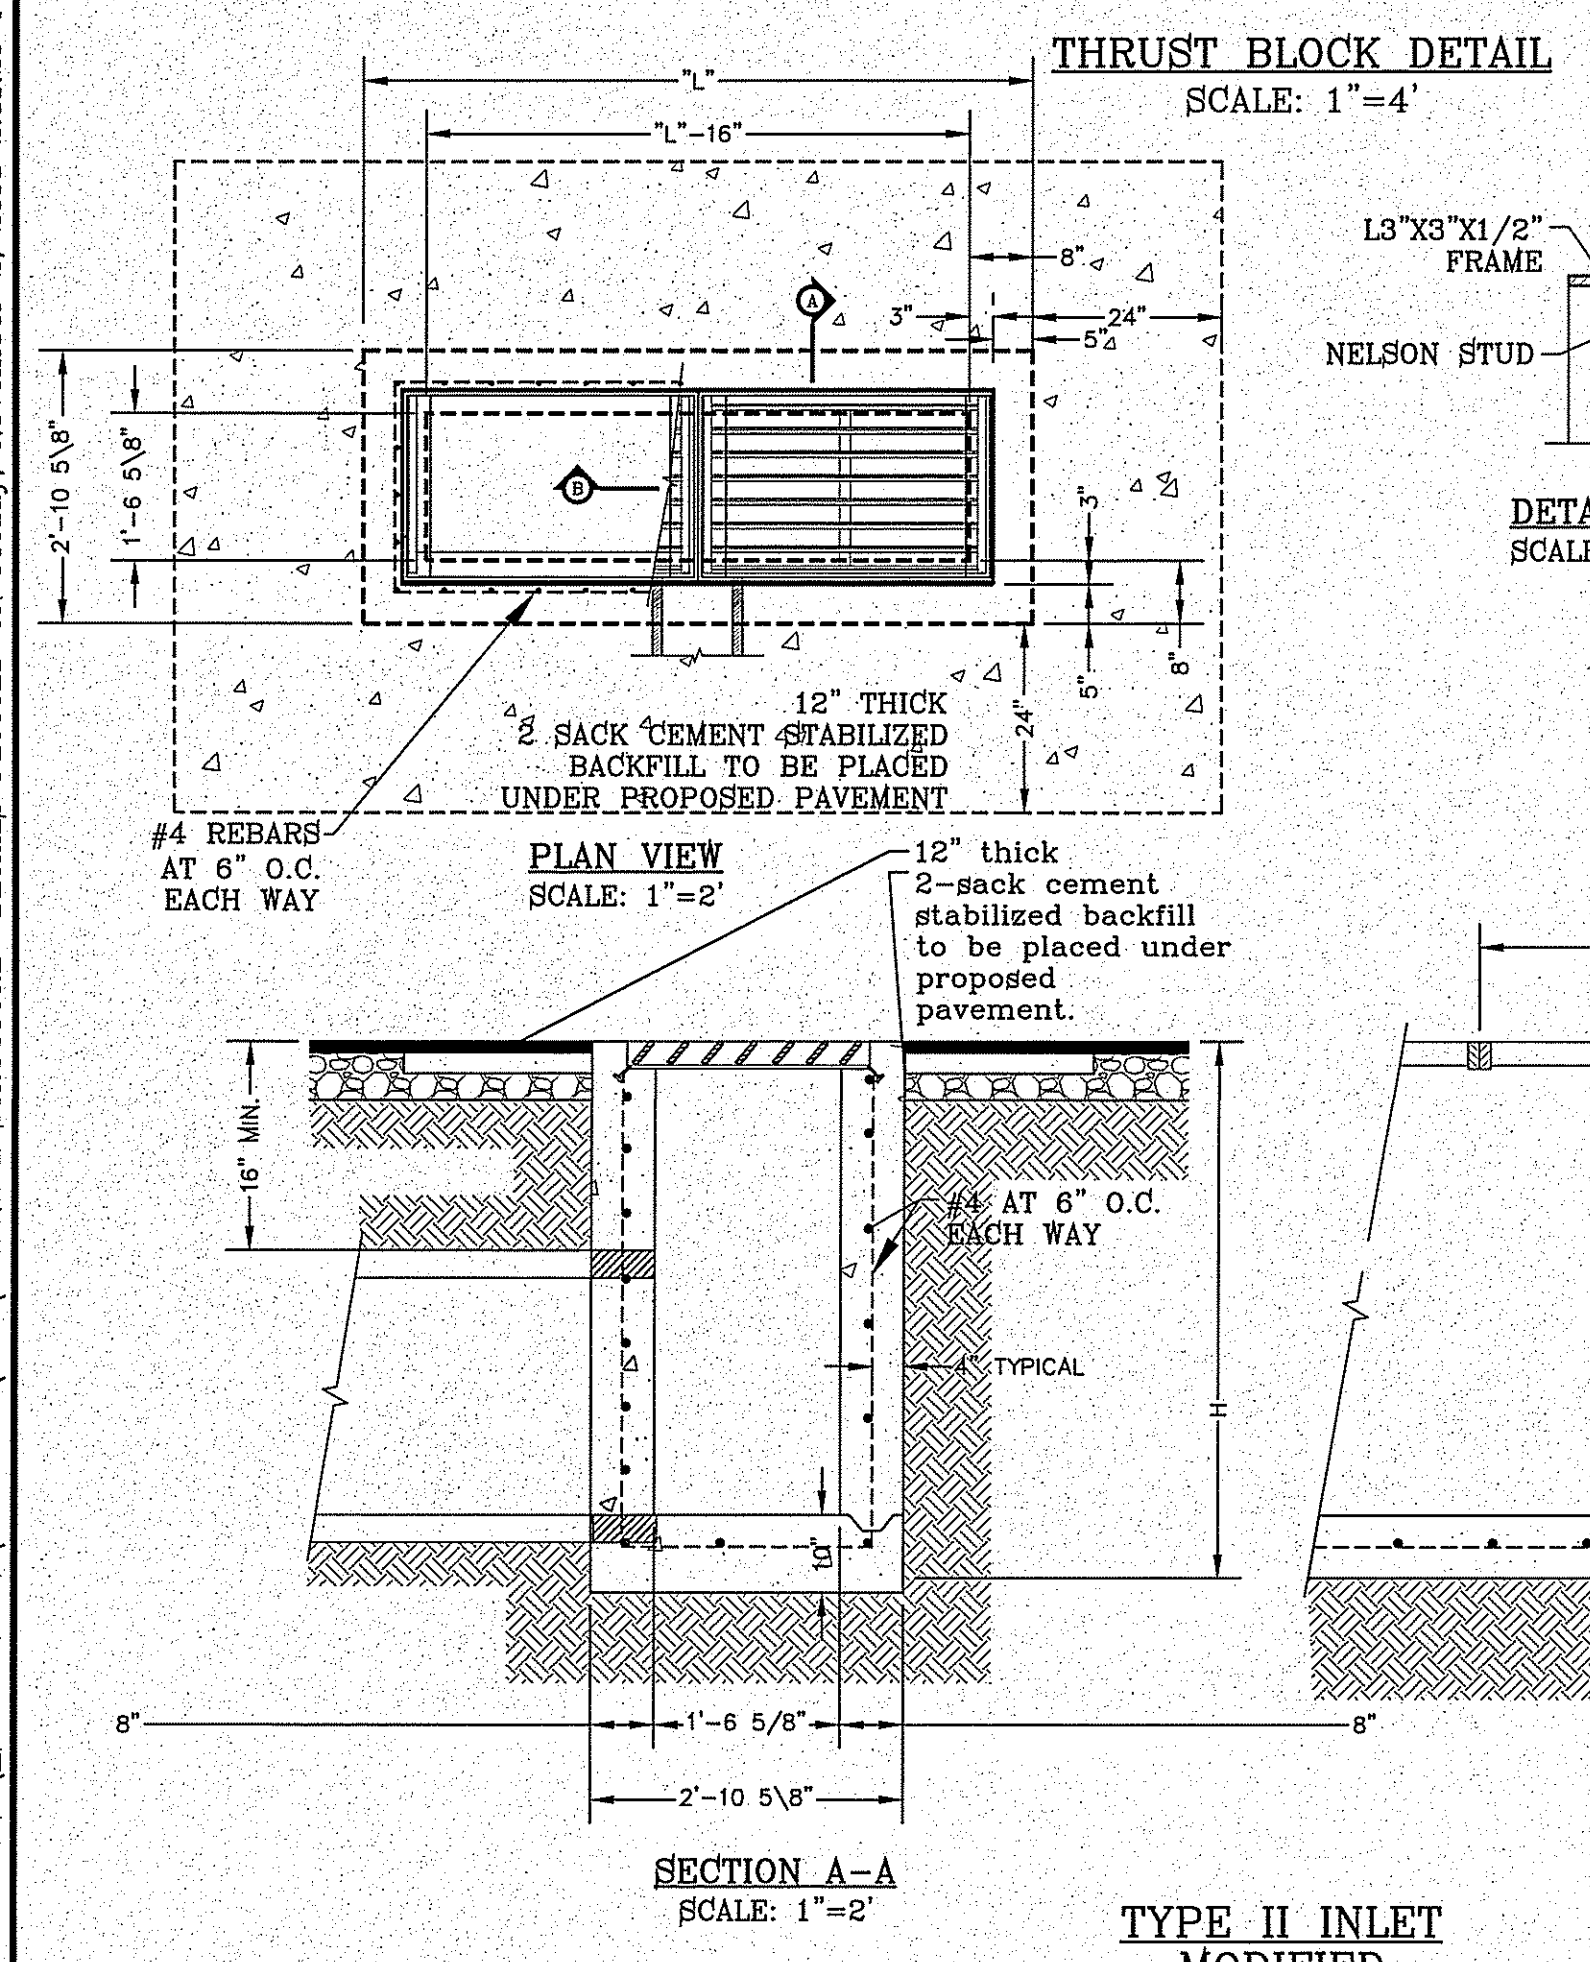 THRUST BLOCK DETAIL
SCALE: 1"=4'
"L"
"L"-16"
8"
3"
24"
5"
L3"X3"X1/2"
FRAME
NELSON STUD
A
B
2'-10 5\8"
1'-6 5\8"
3"
8"
5"
24"
DETA
SCALE
12" THICK
2 SACK CEMENT STABILIZED
BACKFILL TO BE PLACED
UNDER PROPOSED PAVEMENT
#4 REBARS
AT 6" O.C.
EACH WAY
PLAN VIEW
SCALE: 1"=2'
12" thick
2-sack cement
stabilized backfill
to be placed under
proposed
pavement.
16" MIN.
#4 AT 6" O.C.
EACH WAY
4" TYPICAL
H
10"
8"
1'-6 5/8"
8"
2'-10 5\8"
SECTION A-A
SCALE: 1"=2'
TYPE II INLET
MODIFIED